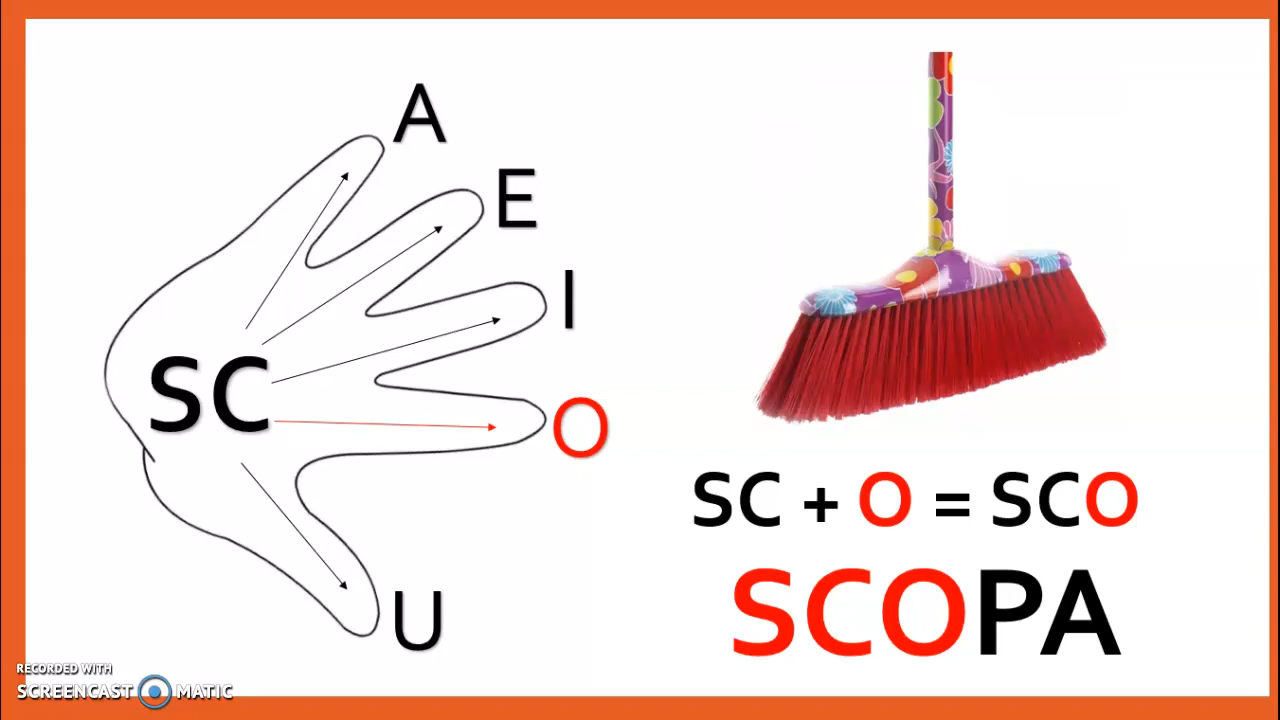 A
E
I
SC
O
U
SC + O = SCO
SCOPA
RECORDED WITH
SCREENCAST MATIC